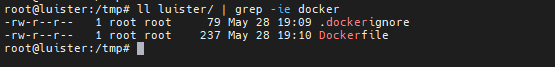 root@luister:/tmp# ll luister/ | grep -ie docker
-rw-r--r--   1 root root     79 May 28 19:09 .dockerignore
-rw-r--r--   1 root root    237 May 28 19:10 Dockerfile
root@luister:/tmp#